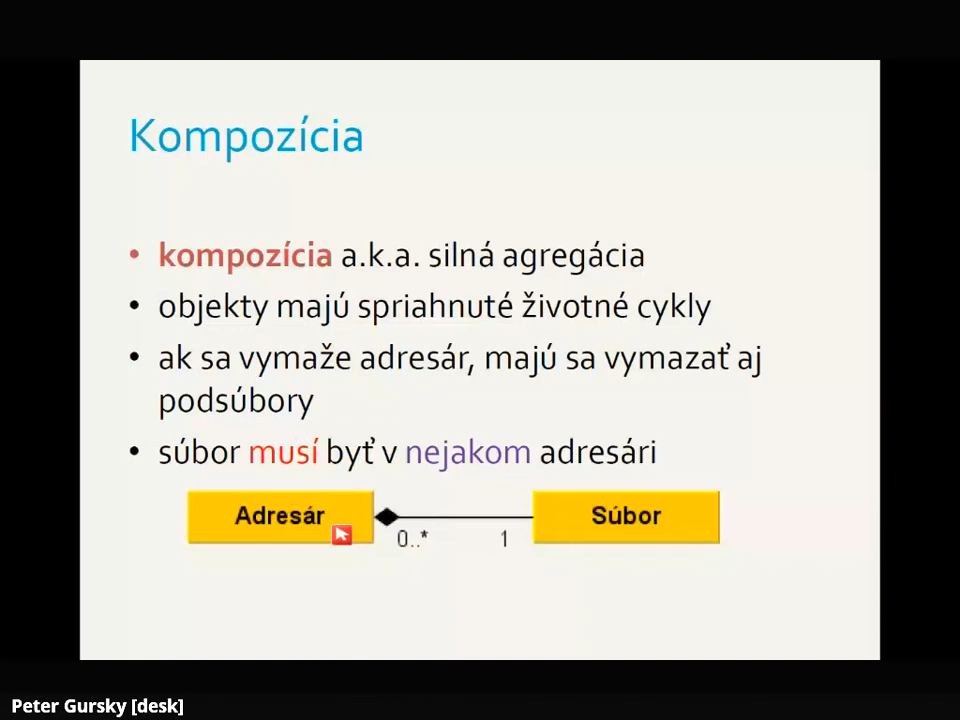 Kompozícia
• kompozícia a.k.a. silná agregácia
• objekty majú spriahnuté životné cykly
• ak sa vymaže adresár, majú sa vymazať aj
podsúbory
• súbor musí byť v nejakom adresári
Adresár
Súbor
0..*
1
Peter Gursky [desk]